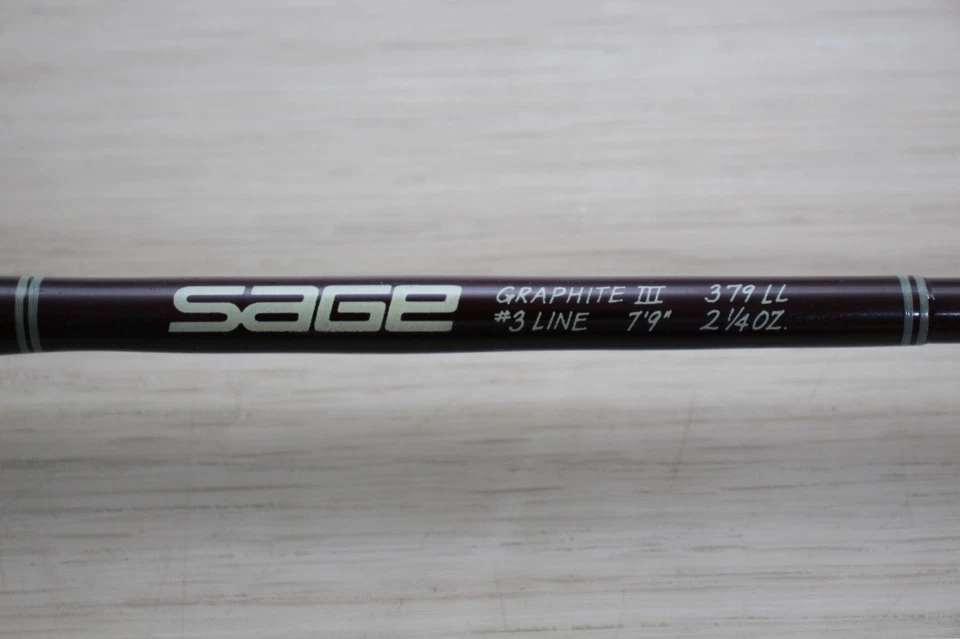 SAGE
GRAPHITE III 379 LL
#3 LINE 7'9" 2 1/4 OZ.